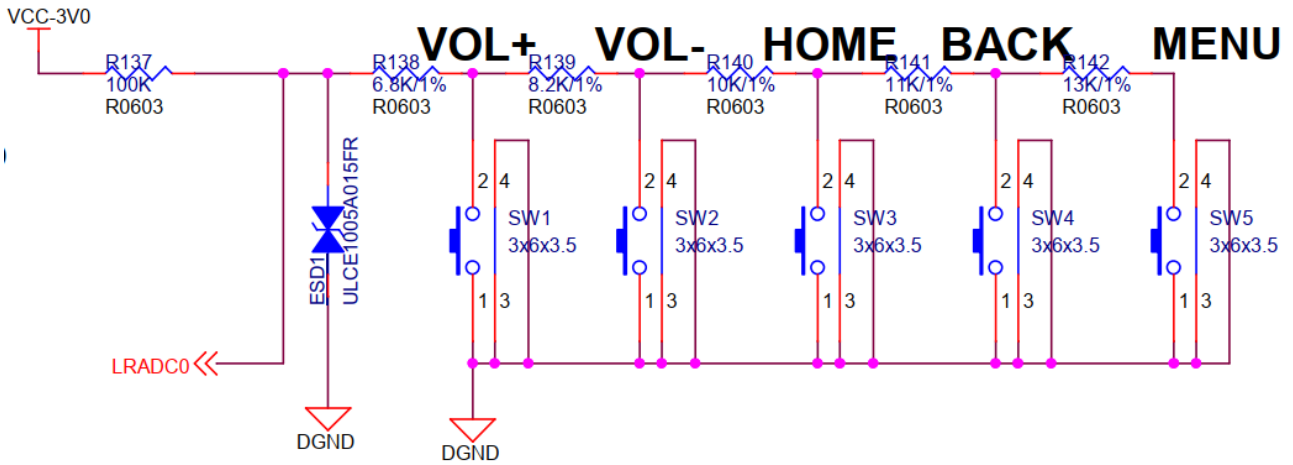 VCC-3V0
VOL+ VOL- HOME BACK MENU
R137 R138 R139 R140 R141 R142
100K 6.8K/1% 8.2K/1% 10K/1% 11K/1% 13K/1%
R0603 R0603 R0603 R0603 R0603 R0603
2 4 2 4 2 4 2 4 2 4
SW1 SW2 SW3 SW4 SW5
3x6x3.5 3x6x3.5 3x6x3.5 3x6x3.5 3x6x3.5
ESD1
ULCE1005A015FR
1 3 1 3 1 3 1 3 1 3
LRADC0
DGND
DGND